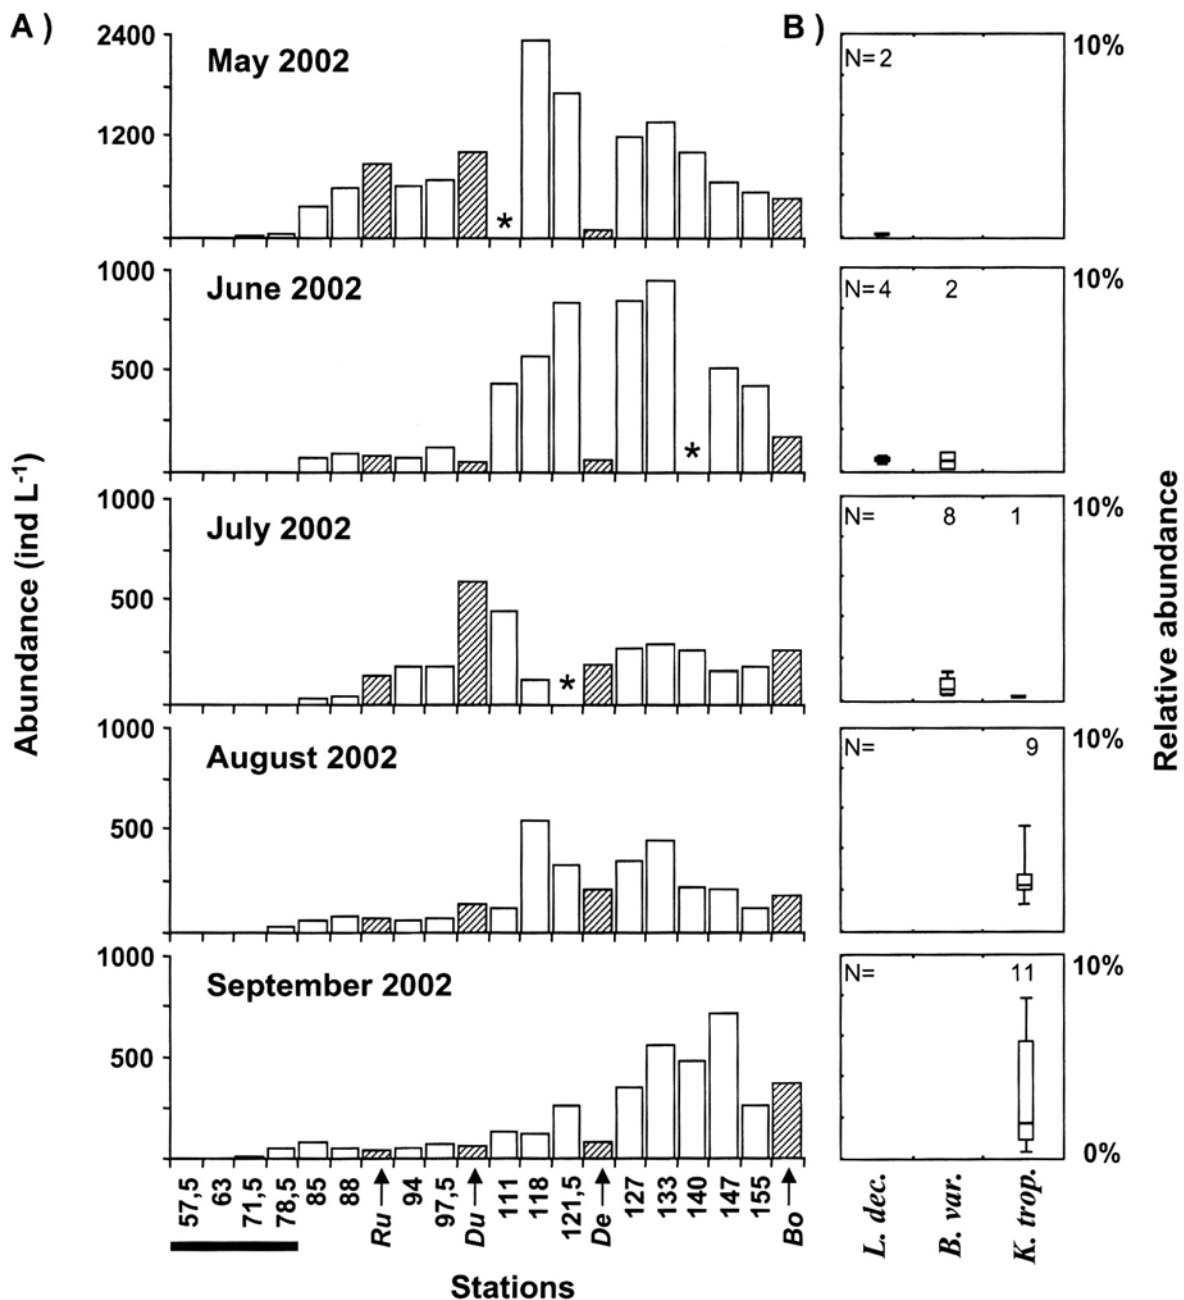 A )
B )
2400
May 2002
N= 2
10%
1200
*
1000
June 2002
N= 4
2
10%
500
*
1000
July 2002
N=
8
1
10%
500
*
1000
August 2002
N=
9
10%
500
1000
September 2002
N=
11
10%
500
0%
Abundance (ind L-1)
Relative abundance
57,5
63
71,5
78,5
85
88
Ru →
94
97,5
Du →
111
118
121,5
De →
127
133
140
147
155
Bo →
L. dec.
B. var.
K. trop.
Stations